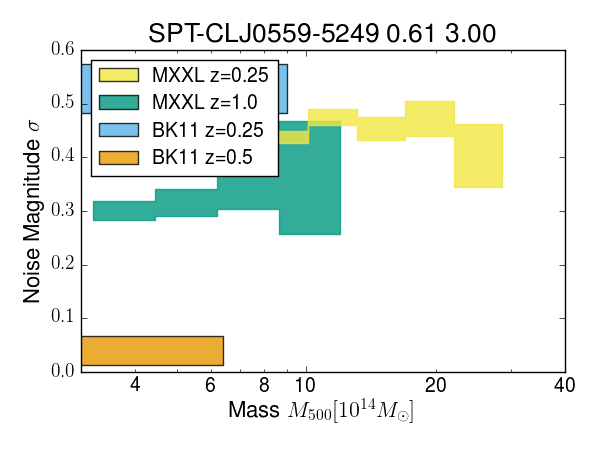 SPT-CLJ0559-5249 0.61 3.00
0.6
0.5
0.4
0.3
0.2
0.1
0.0
Noise Magnitude σ
MXXL z=0.25
MXXL z=1.0
BK11 z=0.25
BK11 z=0.5
4 6 8 10 20 40
Mass M₅₀₀[10¹⁴M☉]